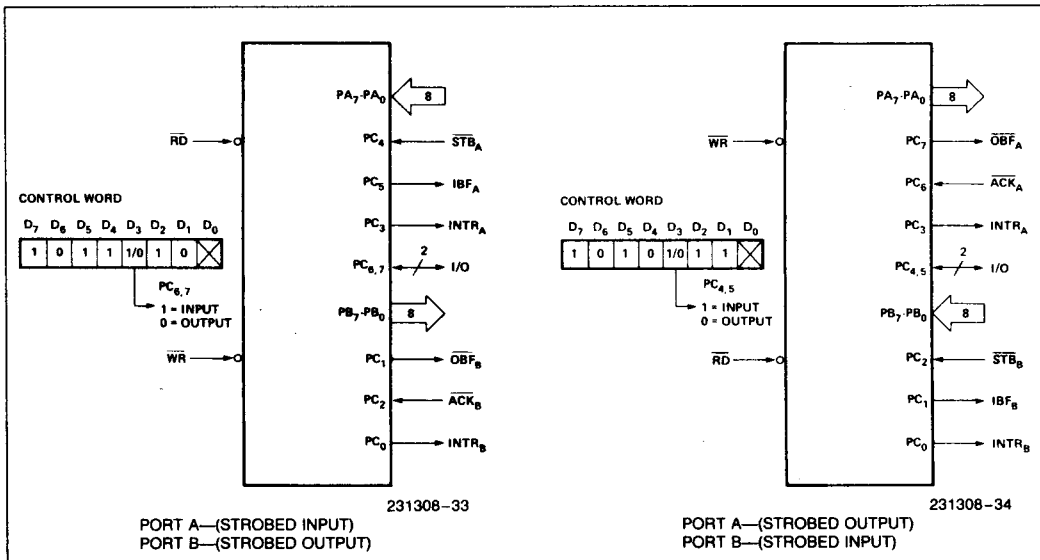 PA7-PA0
8
RD
PC4
STBA
PC5
IBFA
CONTROL WORD
D7 D6 D5 D4 D3 D2 D1 D0
1 0 1 1 1/0 1 0 X
PC3
INTRA
PC6,7
2
I/O
PC6,7
1 = INPUT
0 = OUTPUT
PB7-PB0
8
WR
PC1
OBFB
PC2
ACKB
PC0
INTRB
231308-33
PORT A—(STROBED INPUT)
PORT B—(STROBED OUTPUT)
PA7-PA0
8
WR
PC7
OBFA
PC6
ACKA
CONTROL WORD
D7 D6 D5 D4 D3 D2 D1 D0
1 0 1 0 1/0 1 1 X
PC3
INTRA
PC4,5
2
I/O
PC4,5
1 = INPUT
0 = OUTPUT
PB7-PB0
8
RD
PC2
STBB
PC1
IBFB
PC0
INTRB
231308-34
PORT A—(STROBED OUTPUT)
PORT B—(STROBED INPUT)